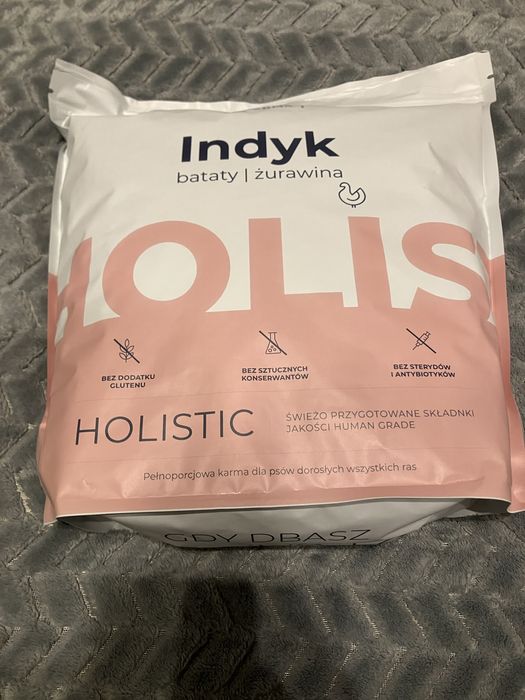 Indyk
bataty | żurawina
HOLIS
BEZ DODATKU
GLUTENU
BEZ SZTUCZNYCH
KONSERWANTÓW
BEZ STERYDÓW
I ANTYBIOTYKÓW
HOLISTIC
ŚWIEŻO PRZYGOTOWANE SKŁADNKI
JAKOŚCI HUMAN GRADE
Pełnoporcjowa karma dla psów dorosłych wszystkich ras
GDY DBASZ